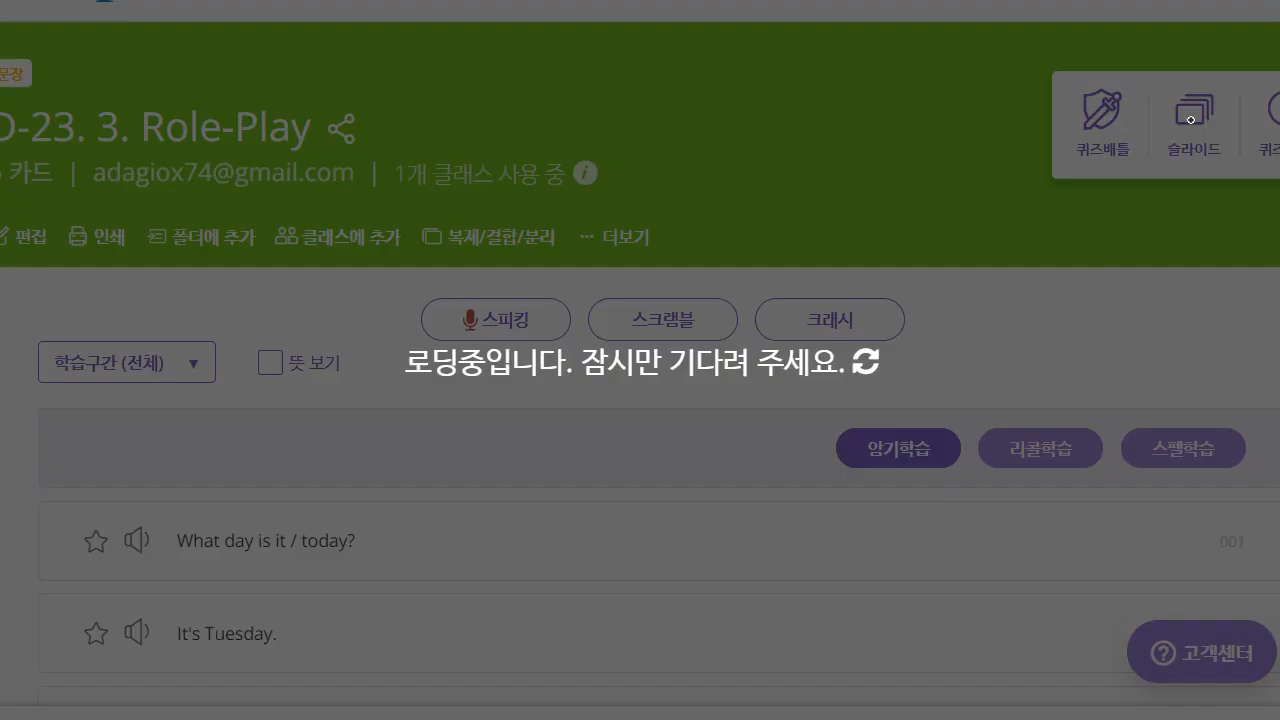 문장
D-23. 3. Role-Play
카드 | adagiox74@gmail.com | 1개 클래스 사용 중 i
퀴즈배틀 슬라이드 퀴즈
편집 인쇄 폴더에 추가 클래스에 추가 복제/결합/분리 ··· 더보기
스피킹 스크램블 크래시
학습구간 (전체) ▼ 뜻 보기
로딩중입니다. 잠시만 기다려 주세요.
암기학습 리콜학습 스펠학습
What day is it / today? 001
It's Tuesday.
? 고객센터